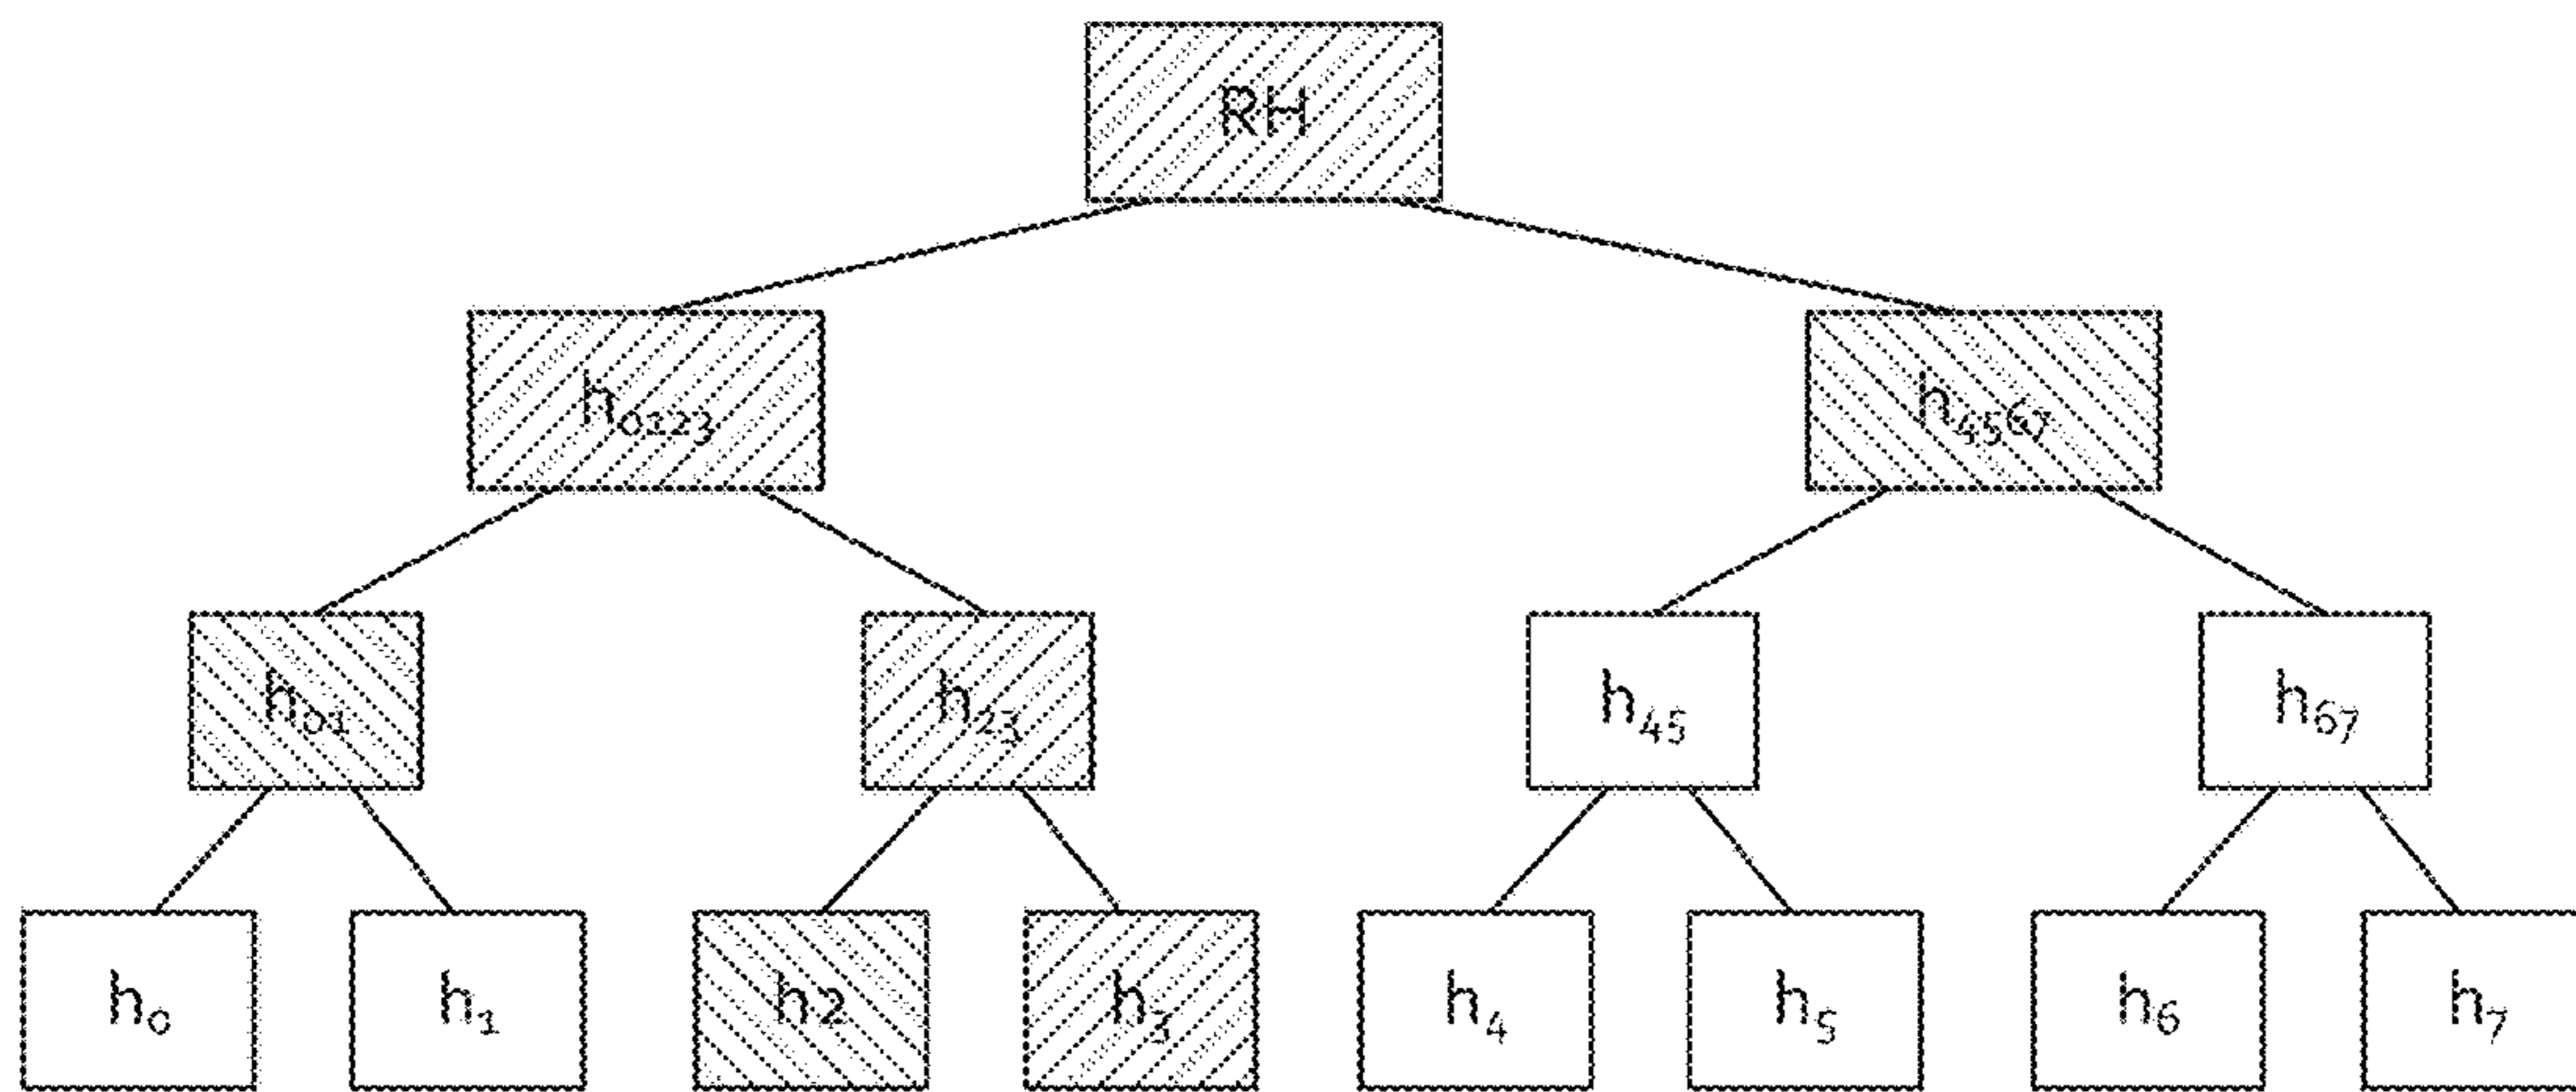 RH
h₀₁₂₃ h₄₅₆₇
h₀₁ h₂₃ h₄₅ h₆₇
h₀ h₁ h2 h₃ h₄ h₅ h₆ h₇